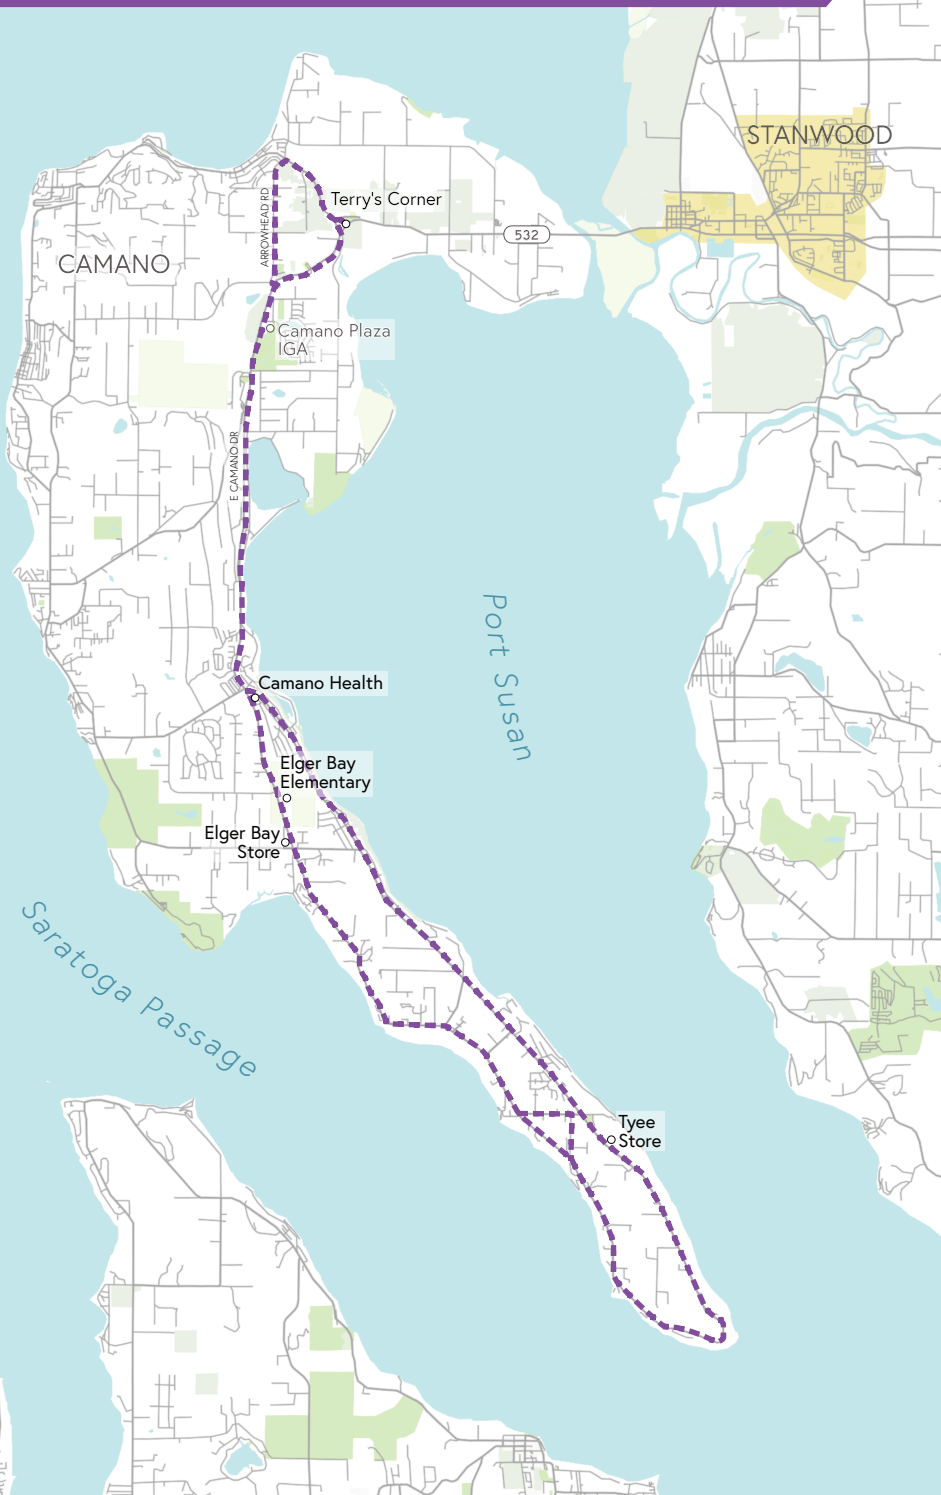 STANWOOD
Terry's Corner
ARROWHEAD RD
532
CAMANO
Camano Plaza
IGA
E CAMANO DR
Port Susan
Camano Health
Elger Bay
Elementary
Elger Bay
Store
Saratoga Passage
Tyee
Store